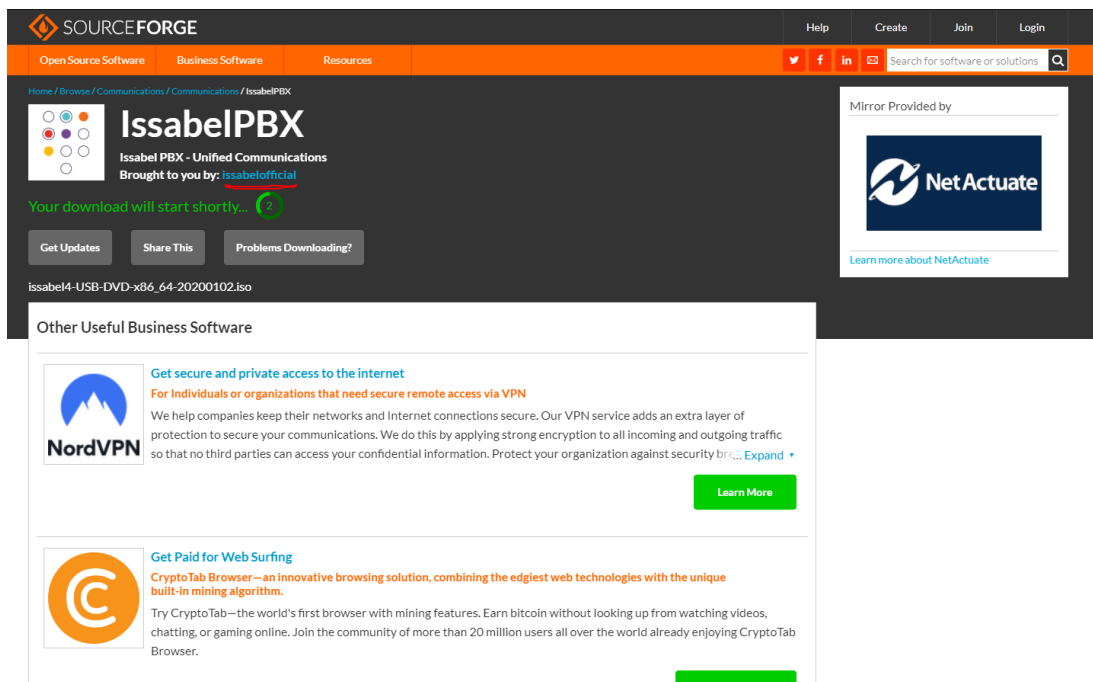 SOURCEFORGE
Help Create Join Login
Open Source Software Business Software Resources
Search for software or solutions
Home / Browse / Communications / Communications / IssabelPBX
IssabelPBX
Issabel PBX - Unified Communications
Brought to you by: issabelofficial
Your download will start shortly... 2
Get Updates Share This Problems Downloading?
issabel4-USB-DVD-x86_64-20200102.iso
Mirror Provided by
NetActuate
Learn more about NetActuate
Other Useful Business Software
NordVPN
Get secure and private access to the internet
For Individuals or organizations that need secure remote access via VPN
We help companies keep their networks and Internet connections secure. Our VPN service adds an extra layer of
protection to secure your communications. We do this by applying strong encryption to all incoming and outgoing traffic
so that no third parties can access your confidential information. Protect your organization against security bre... Expand
Learn More
Get Paid for Web Surfing
CryptoTab Browser—an innovative browsing solution, combining the edgiest web technologies with the unique
built-in mining algorithm.
Try CryptoTab—the world's first browser with mining features. Earn bitcoin without looking up from watching videos,
chatting, or gaming online. Join the community of more than 20 million users all over the world already enjoying CryptoTab
Browser.